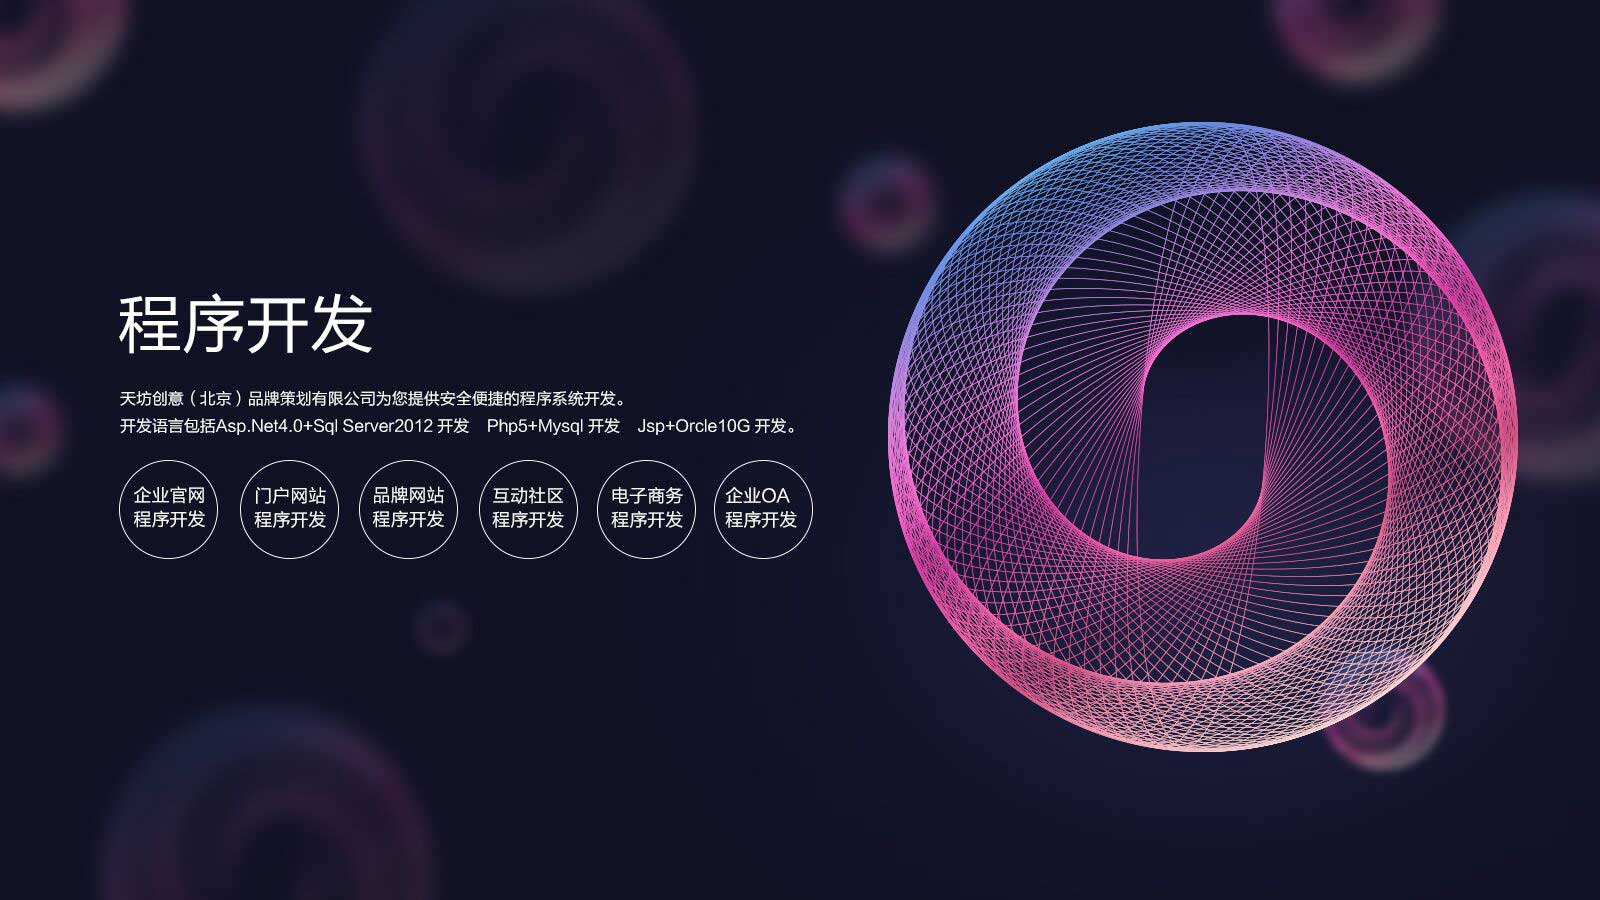 程序开发
天坊创意（北京）品牌策划有限公司为您提供安全便捷的程序系统开发。
开发语言包括Asp.Net4.0+Sql Server2012 开发 Php5+Mysql 开发 Jsp+Orcle10G 开发。
企业官网
程序开发
门户网站
程序开发
品牌网站
程序开发
互动社区
程序开发
电子商务
程序开发
企业OA
程序开发